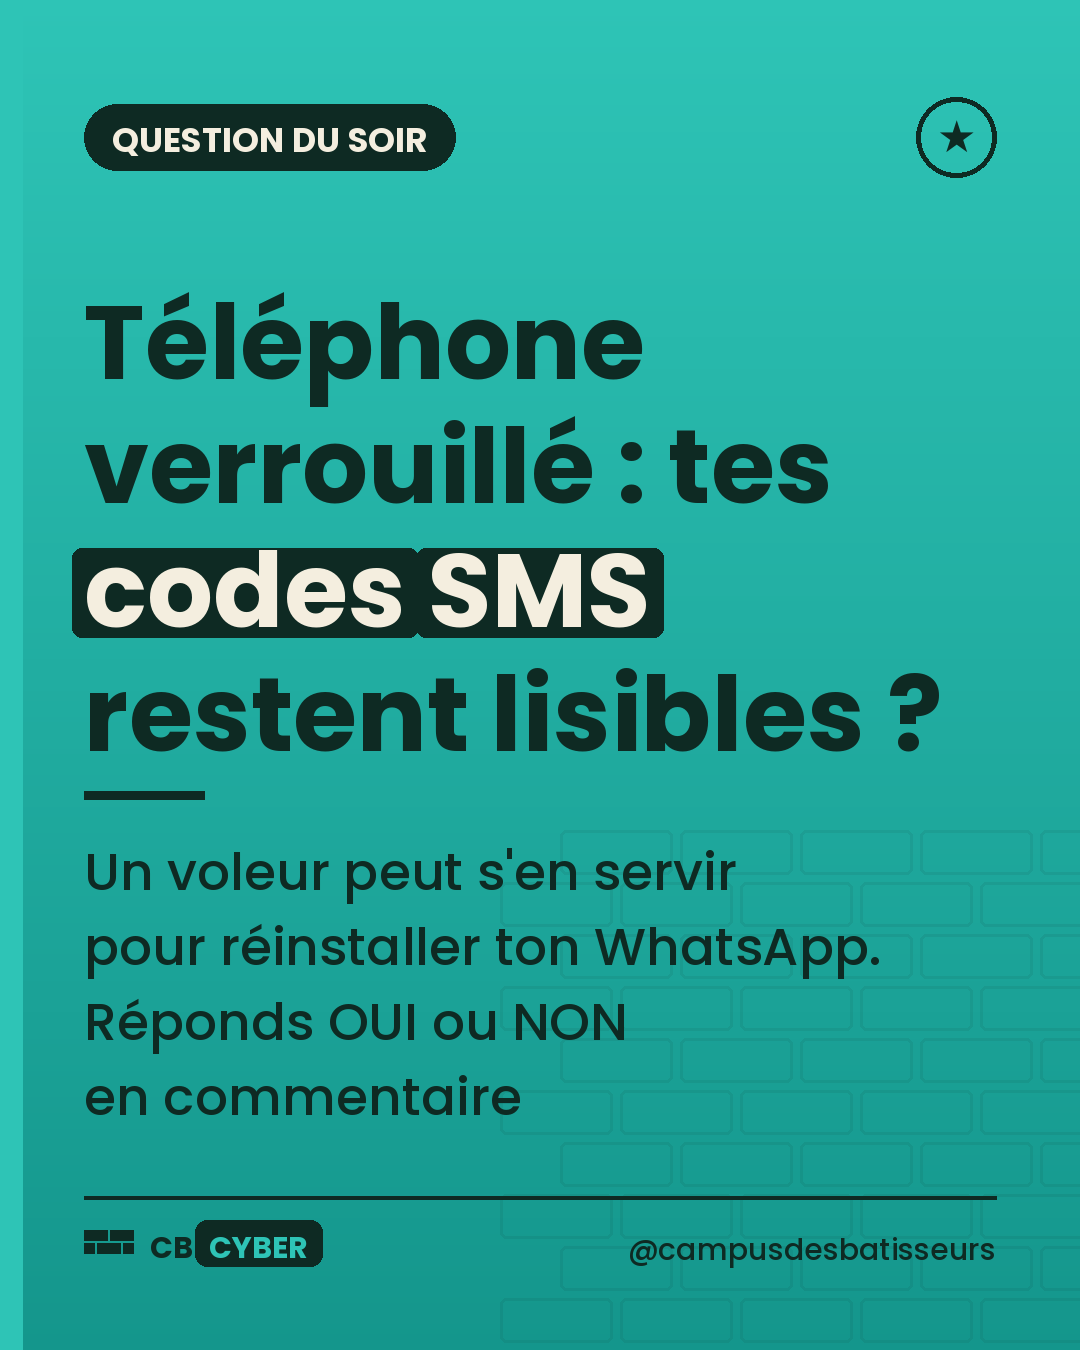 QUESTION DU SOIR
★
Téléphone
verrouillé : tes
codes SMS
restent lisibles ?
Un voleur peut s'en servir
pour réinstaller ton WhatsApp.
Réponds OUI ou NON
en commentaire
CB CYBER
@campusdesbatisseurs